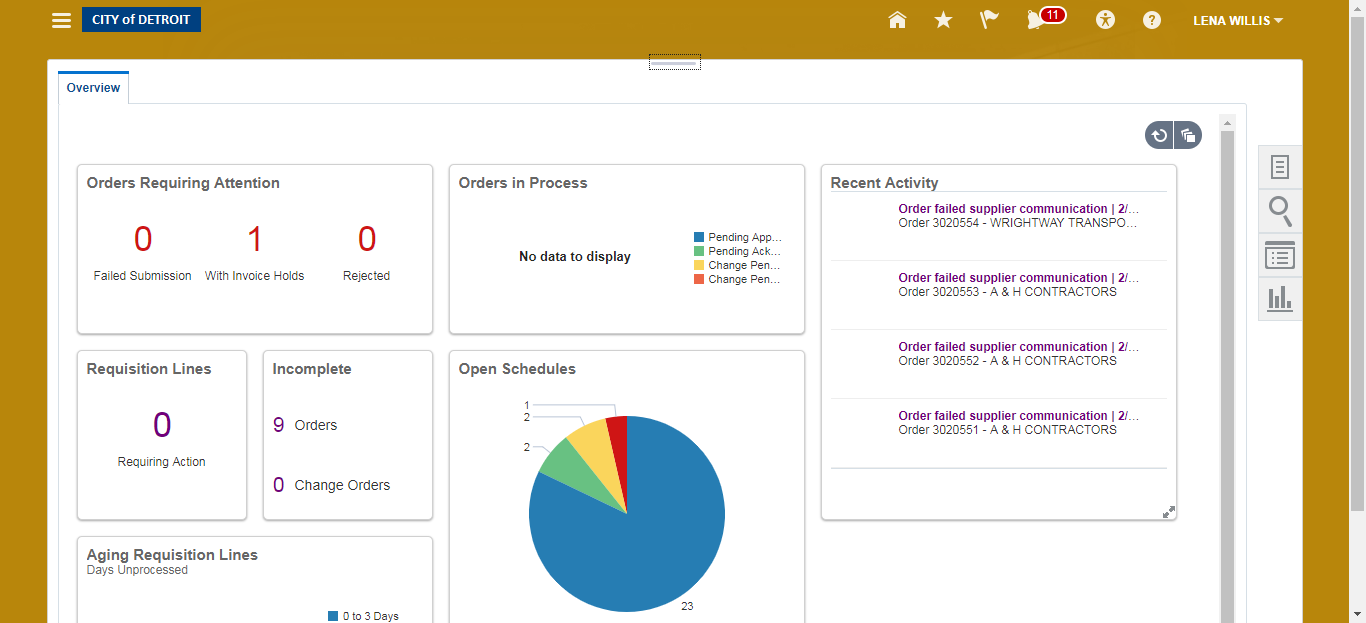 CITY of DETROIT
11
?
LENA WILLIS
Overview
Orders Requiring Attention
0
Failed Submission
1
With Invoice Holds
0
Rejected
Orders in Process
No data to display
Pending App...
Pending Ack...
Change Pen...
Change Pen...
Recent Activity
Order failed supplier communication | 2/...
Order 3020554 - WRIGHTWAY TRANSPO...
Order failed supplier communication | 2/...
Order 3020553 - A & H CONTRACTORS
Order failed supplier communication | 2/...
Order 3020552 - A & H CONTRACTORS
Order failed supplier communication | 2/...
Order 3020551 - A & H CONTRACTORS
Requisition Lines
0
Requiring Action
Incomplete
9 Orders
0 Change Orders
Open Schedules
1
2
2
23
Aging Requisition Lines
Days Unprocessed
0 to 3 Days